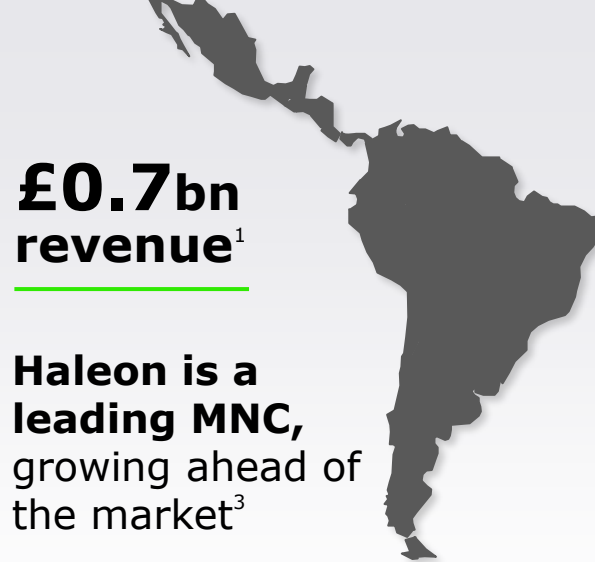 £0.7bn
revenue¹
Haleon is a
leading MNC,
growing ahead of
the market³